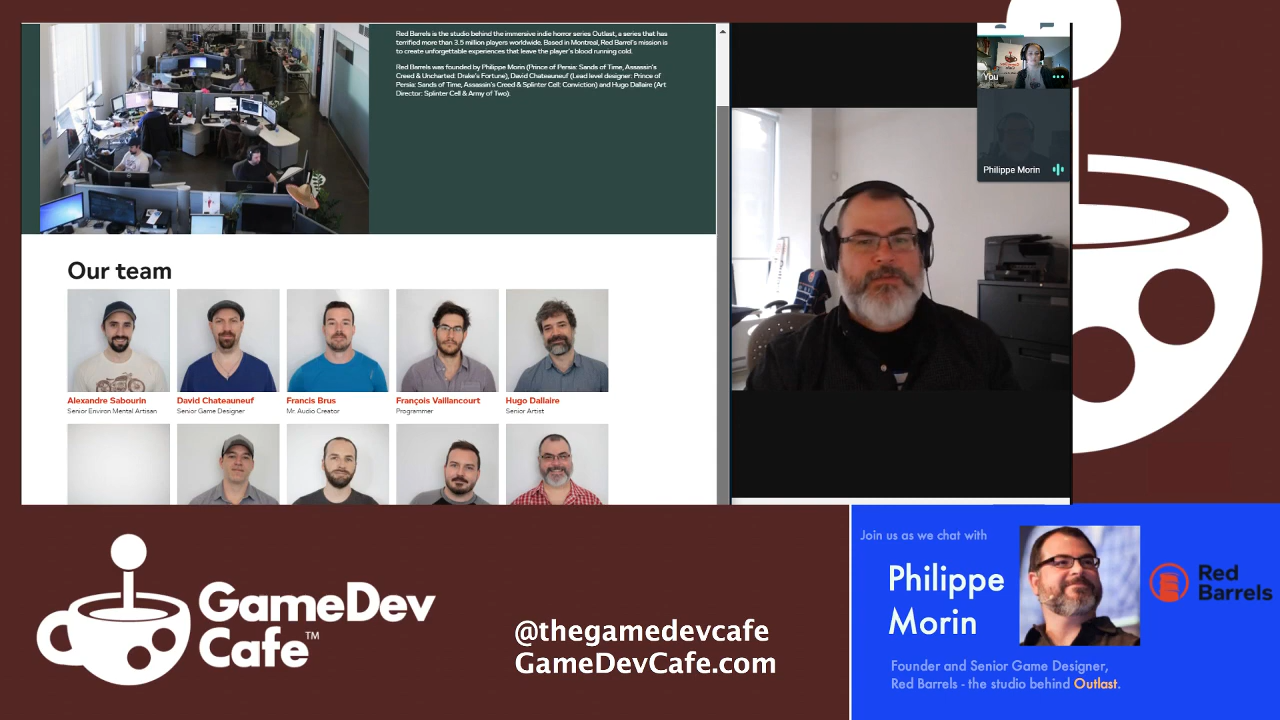 Red Barrels is the studio behind the immersive indie horror series Outlast, a series that has
terrified more than 3.5 million players worldwide. Based in Montreal, Red Barrel's mission is
to create unforgettable experiences that leave the player's blood running cold.
Red Barrels was founded by Philippe Morin (Prince of Persia: Sands of Time, Assassin's
Creed & Uncharted: Drake's Fortune), David Chateauneuf (Lead level designer: Prince of
Persia: Sands of Time, Assassin's Creed & Splinter Cell: Conviction) and Hugo Dallaire (Art
Director: Splinter Cell & Army of Two).
You
Philippe Morin
Our team
Alexandre Sabourin
Senior Environ Mental Artisan
David Chateauneuf
Senior Game Designer
Francis Brus
Mr. Audio Creator
François Vaillancourt
Programmer
Hugo Dallaire
Senior Artist
GameDev
Cafe™
@thegamedevcafe
GameDevCafe.com
Join us as we chat with
Philippe
Morin
Red
Barrels
Founder and Senior Game Designer,
Red Barrels - the studio behind Outlast.